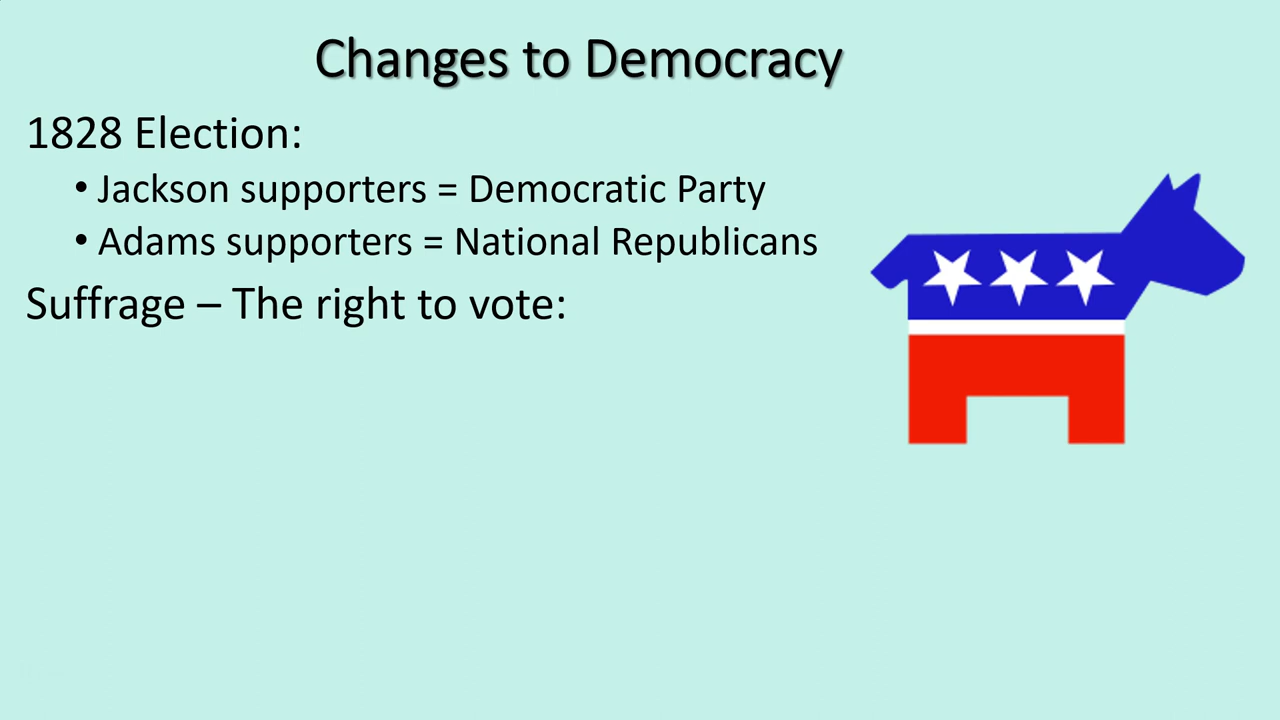 Changes to Democracy
1828 Election:
• Jackson supporters = Democratic Party
• Adams supporters = National Republicans
Suffrage – The right to vote: